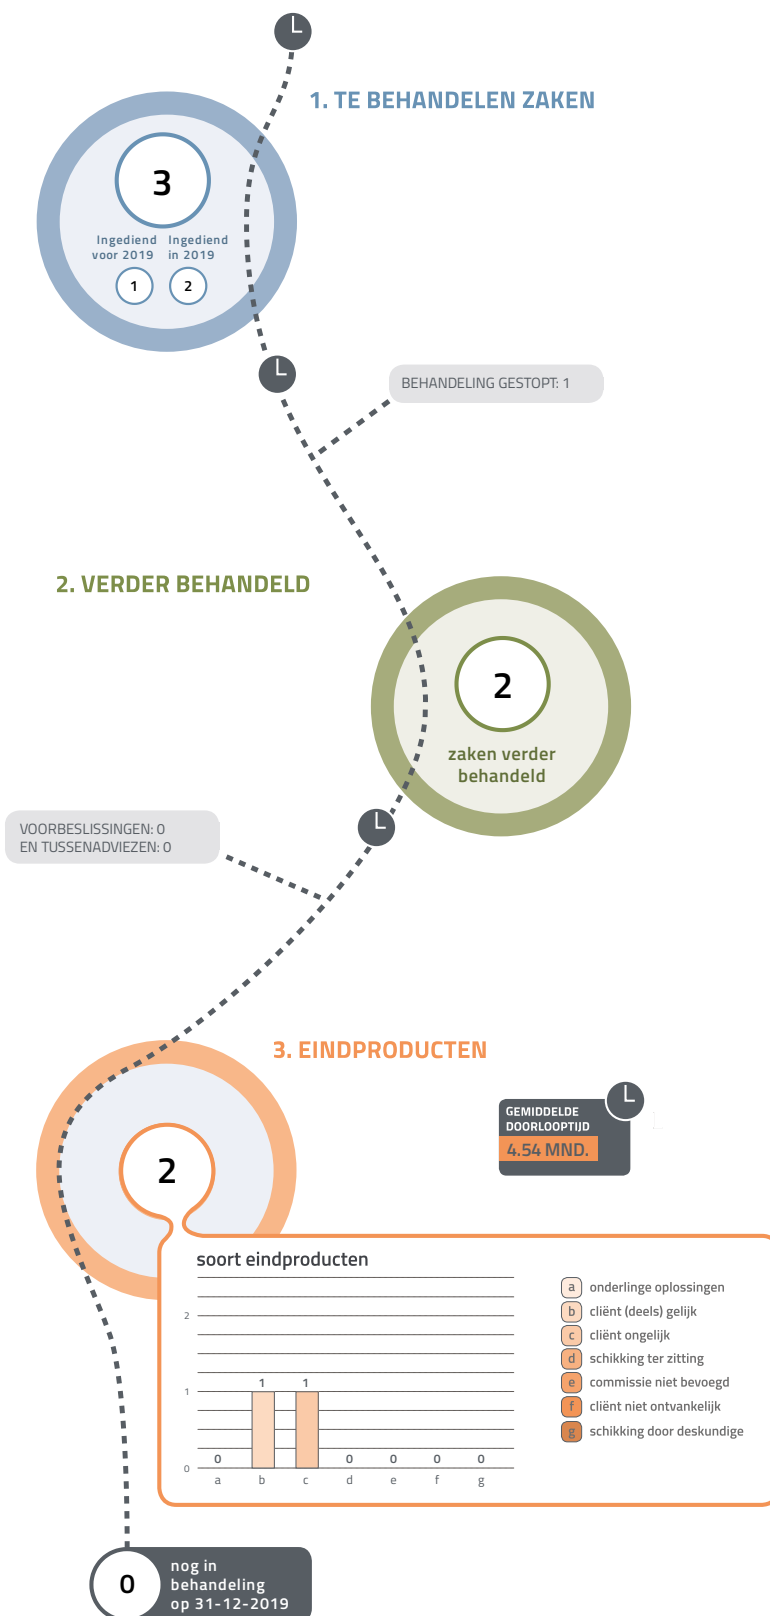 1. TE BEHANDELEN ZAKEN
3
Ingediend voor 2019
Ingediend in 2019
1
2
BEHANDELING GESTOPT: 1
2. VERDER BEHANDELD
2
zaken verder
behandeld
VOORBESLISSINGEN: 0
EN TUSSENADVIEZEN: 0
3. EINDPRODUCTEN
GEMIDDELDE
DOORLOOPTIJD
4.54 MND.
2
soort eindproducten
2
1
0
0
1
1
0
0
0
0
a
b
c
d
e
f
g
a onderlinge oplossingen
b cliënt (deels) gelijk
c cliënt ongelijk
d schikking ter zitting
e commissie niet bevoegd
f cliënt niet ontvankelijk
g schikking door deskundige
0
nog in
behandeling
op 31-12-2019